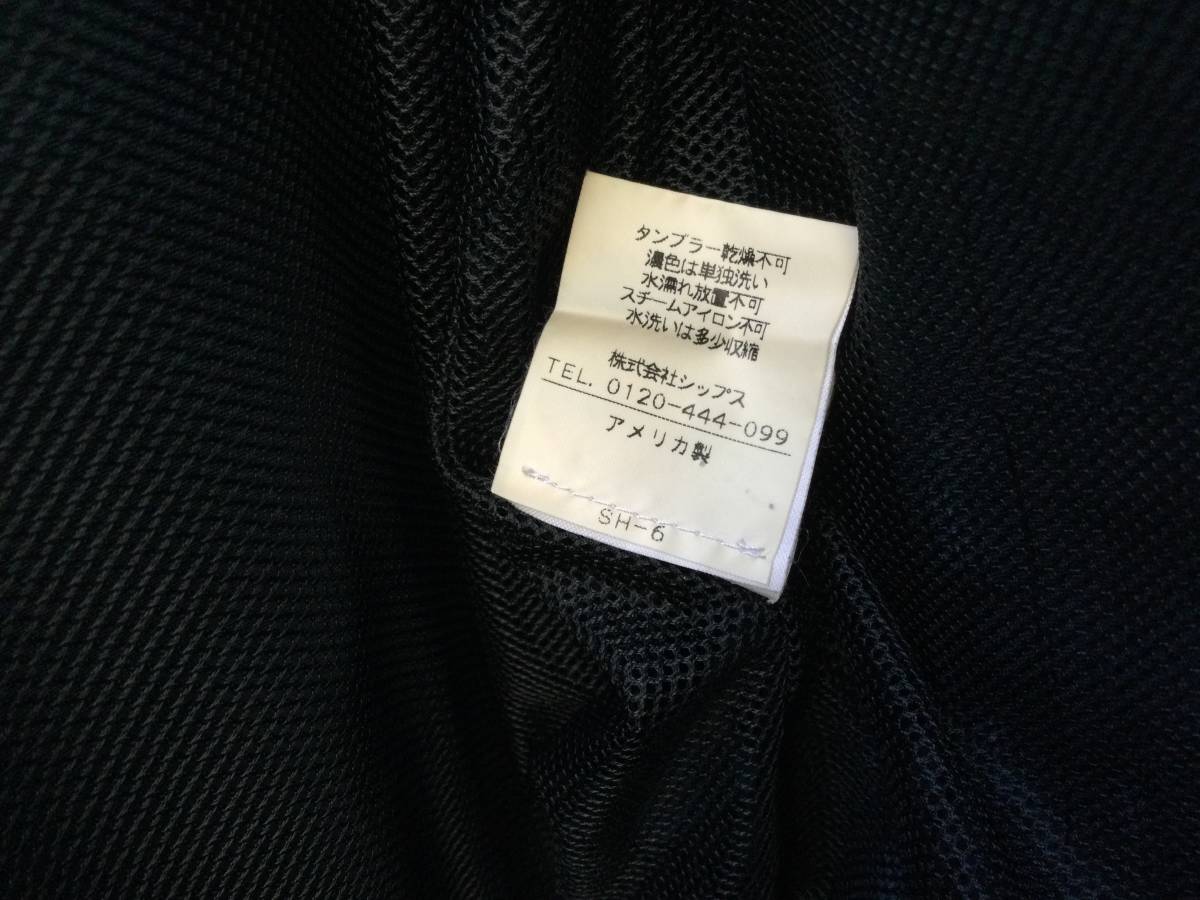 タンブラー乾燥不可
濃色は単独洗い
水濡れ放置不可
スチームアイロン不可
水洗いは多少収縮
株式会社シップス
TEL. 0120-444-099
アメリカ製
SH-6